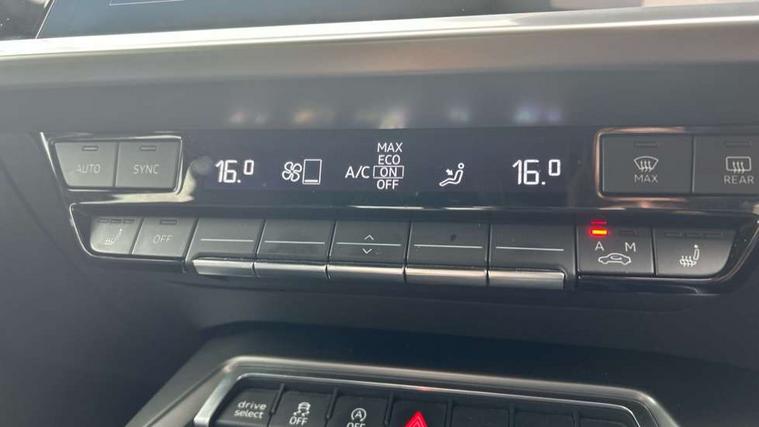 AUTO
SYNC
16.0
A/C
MAX
ECO
ON
OFF
16.0
MAX
REAR
OFF
A M
drive
select
OFF
A
OFF